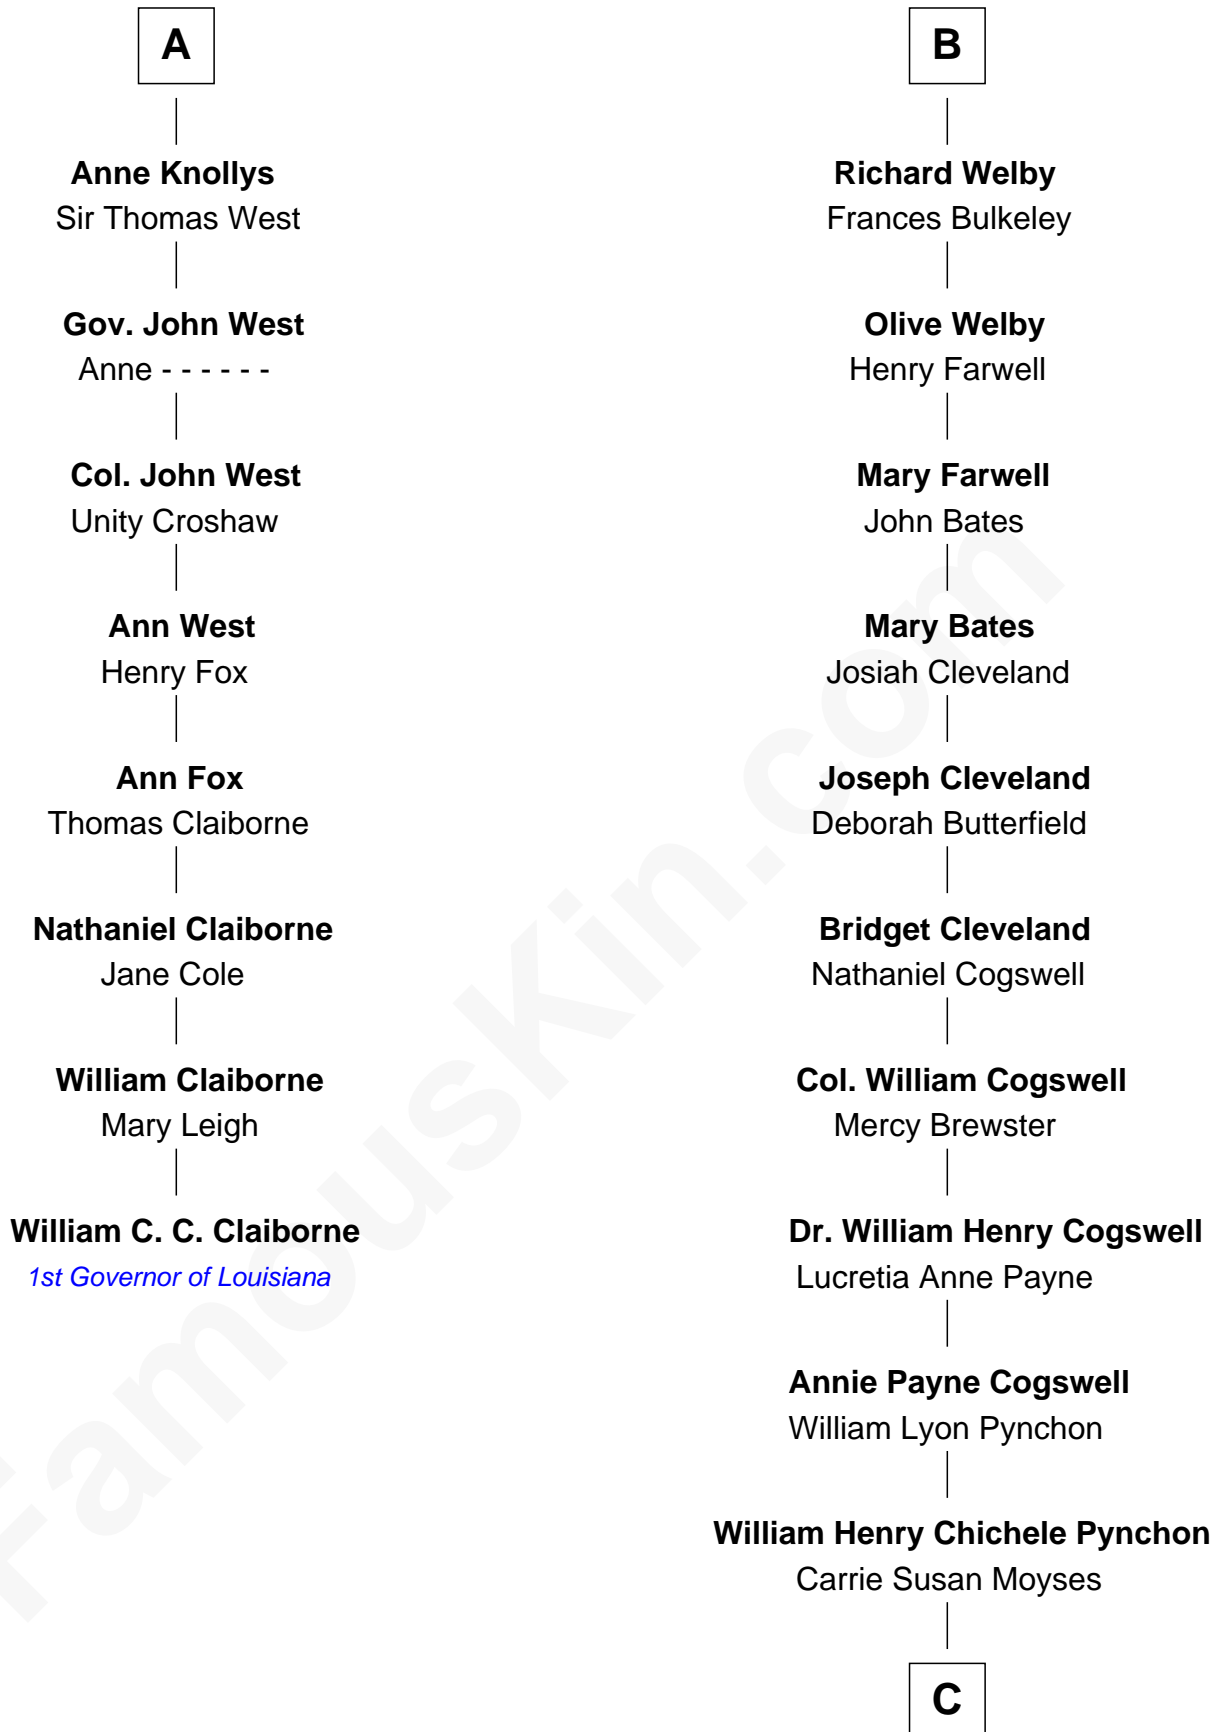 A
Anne Knollys
Sir Thomas West
Gov. John West
Anne - - - - - -
Col. John West
Unity Croshaw
Ann West
Henry Fox
Ann Fox
Thomas Claiborne
Nathaniel Claiborne
Jane Cole
William Claiborne
Mary Leigh
William C. C. Claiborne
1st Governor of Louisiana
B
Richard Welby
Frances Bulkeley
Olive Welby
Henry Farwell
Mary Farwell
John Bates
Mary Bates
Josiah Cleveland
Joseph Cleveland
Deborah Butterfield
Bridget Cleveland
Nathaniel Cogswell
Col. William Cogswell
Mercy Brewster
Dr. William Henry Cogswell
Lucretia Anne Payne
Annie Payne Cogswell
William Lyon Pynchon
William Henry Chichele Pynchon
Carrie Susan Moyses
C
FamousKin.com